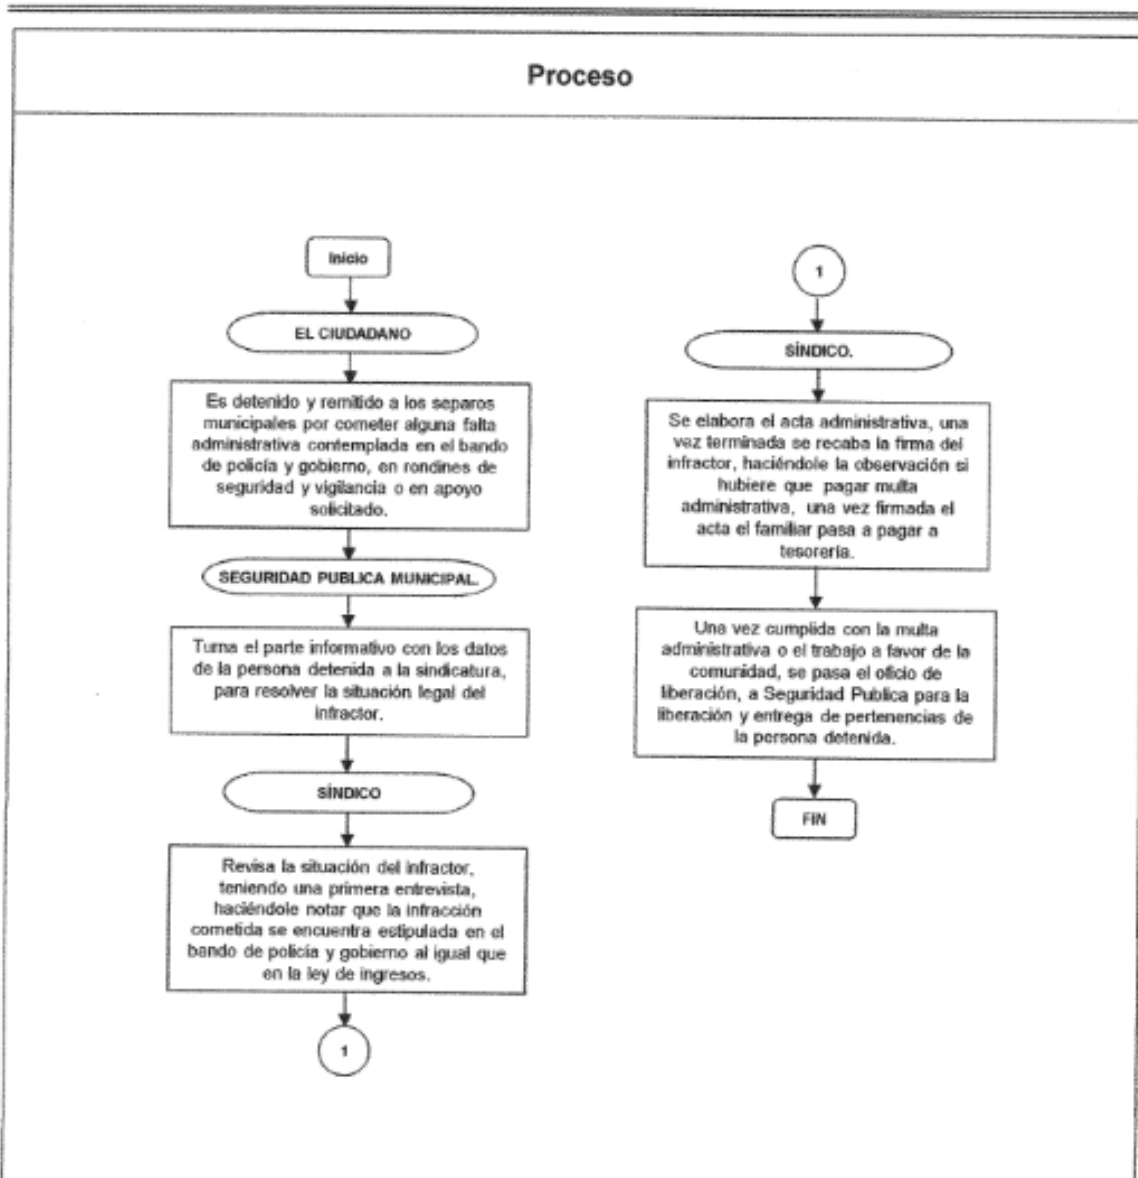 Proceso
Inicio
EL CIUDADANO
Es detenido y remitido a los separos
municipales por cometer alguna falta
administrativa contemplada en el bando
de policía y gobierno, en rondines de
seguridad y vigilancia o en apoyo
solicitado.
SEGURIDAD PUBLICA MUNICIPAL.
Turna el parte informativo con los datos
de la persona detenida a la sindicatura,
para resolver la situación legal del
infractor.
SÍNDICO
Revisa la situación del infractor,
teniendo una primera entrevista,
haciéndole notar que la infracción
cometida se encuentra estipulada en el
bando de policía y gobierno al igual que
en la ley de ingresos.
1
1
SÍNDICO.
Se elabora el acta administrativa, una
vez terminada se recaba la firma del
infractor, haciéndole la observación si
hubiere que pagar multa
administrativa, una vez firmada el
acta el familiar pasa a pagar a
tesorería.
Una vez cumplida con la multa
administrativa o el trabajo a favor de la
comunidad, se pasa el oficio de
liberación, a Seguridad Publica para la
liberación y entrega de pertenencias de
la persona detenida.
FIN